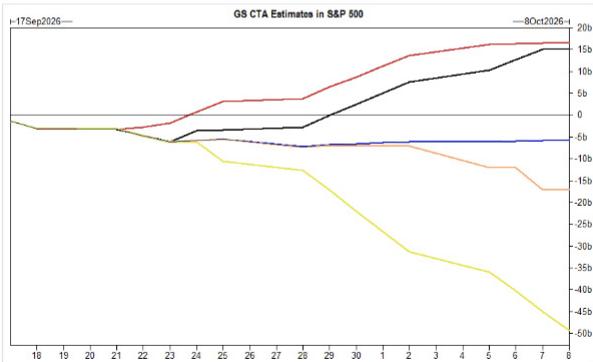 GS CTA Estimates in S&P 500
17Sep2026
8Oct2026
20b
15b
10b
5b
0
-5b
-10b
-15b
-20b
-25b
-30b
-35b
-40b
-45b
-50b
18 19 20 21 22 23 24 25 26 27 28 29 30 1 2 3 4 5 6 7 8